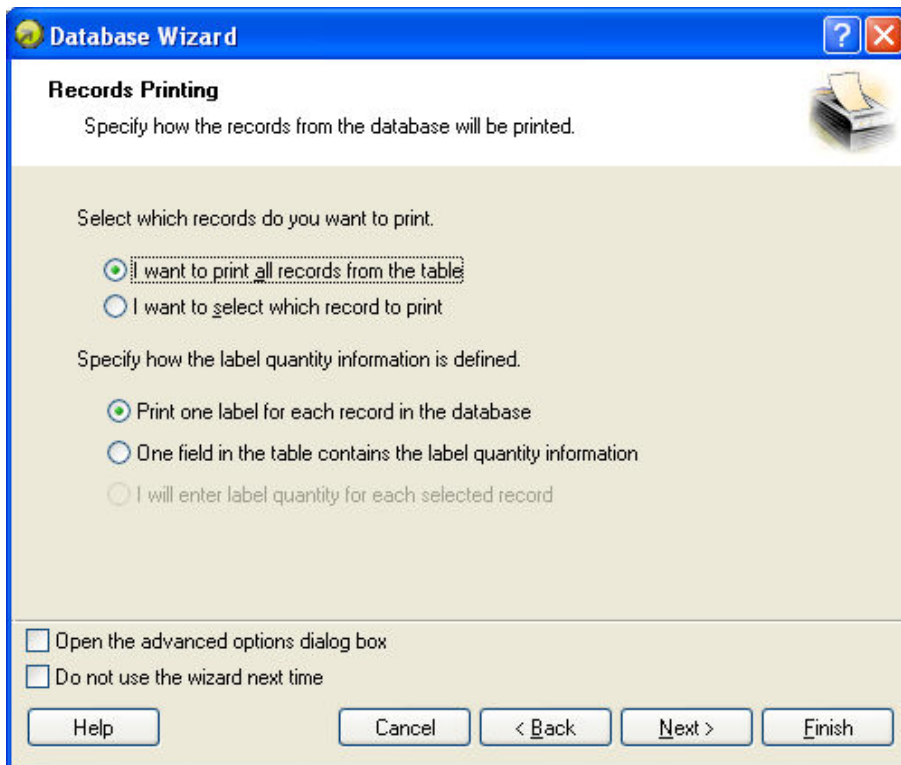 Database Wizard
Records Printing
Specify how the records from the database will be printed.
Select which records do you want to print.
I want to print all records from the table
I want to select which record to print
Specify how the label quantity information is defined.
Print one label for each record in the database
One field in the table contains the label quantity information
I will enter label quantity for each selected record
Open the advanced options dialog box
Do not use the wizard next time
Help Cancel < Back Next > Finish